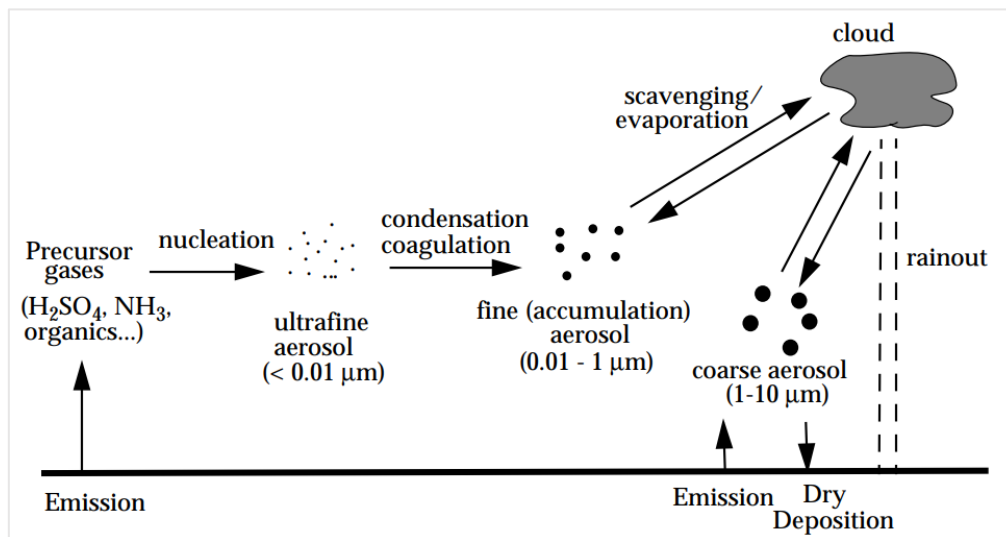 cloud
scavenging/
evaporation
condensation
coagulation
nucleation
Precursor
gases
(H₂SO₄, NH₃,
organics...)
rainout
ultrafine
aerosol
(< 0.01 μm)
fine (accumulation)
aerosol
(0.01 - 1 μm)
coarse aerosol
(1-10 μm)
Emission
Emission
Dry
Deposition